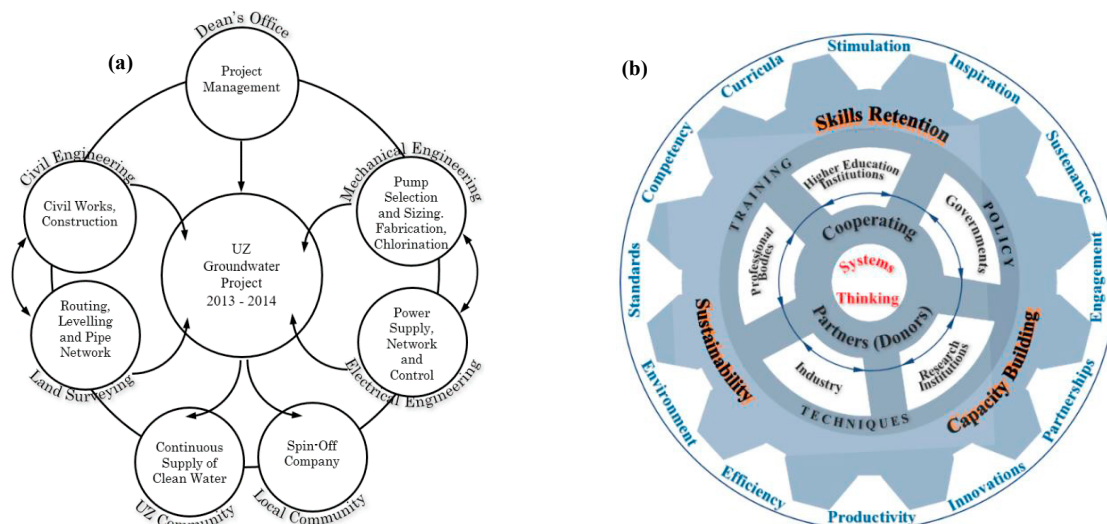 (a)
Dean's Office
Project
Management
Civil Engineering
Civil Works,
Construction
Mechanical Engineering
Pump
Selection
and Sizing.
Fabrication,
Chlorination
UZ
Groundwater
Project
2013 - 2014
Routing,
Levelling
and Pipe
Network
Land Surveying
Power
Supply,
Network
and
Control
Electrical Engineering
Continuous
Supply of
Clean Water
UZ Community
Spin-Off
Company
Local Community
(b)
Stimulation
Inspiration
Sustenance
Engagement
Partnerships
Innovations
Productivity
Efficiency
Environment
Standards
Competency
Curricula
Skills Retention
Capacity Building
Sustainability
TRAINING
POLICY
TECHNIQUES
Higher Education
Institutions
Governments
Research
Institutions
Industry
Professional
Bodies
Cooperating
Partners (Donors)
Systems
Thinking